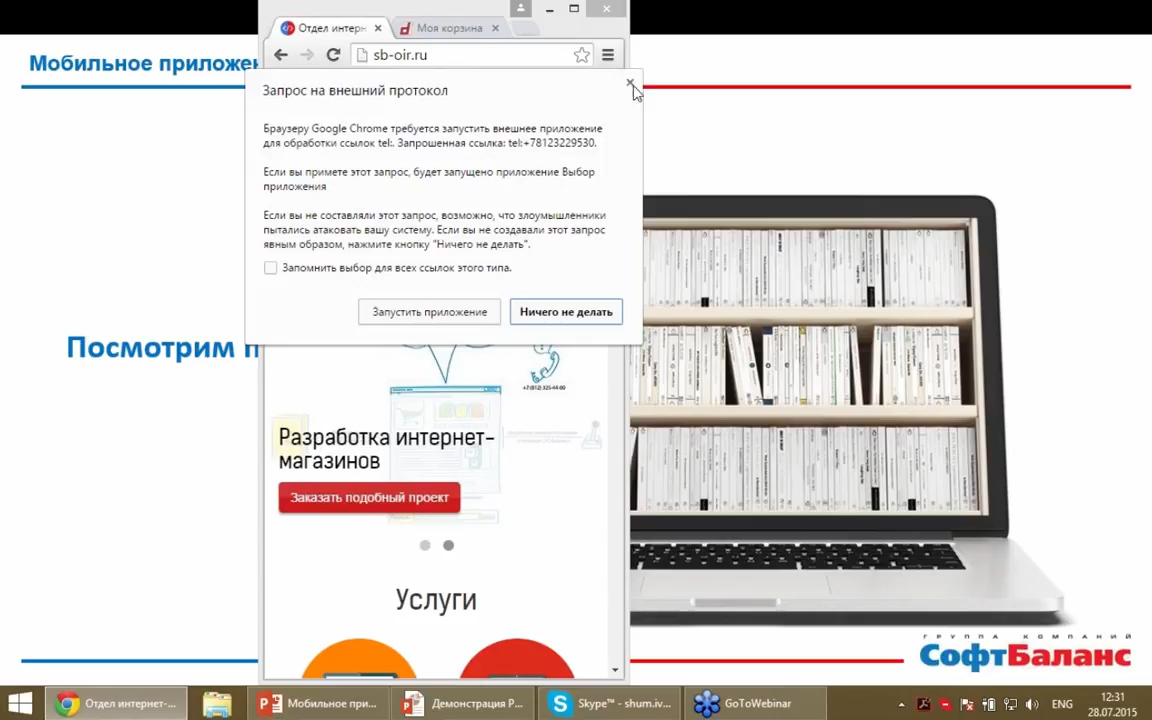 Отдел интерн
Моя корзина
sb-oir.ru
Мобильное приложен
Запрос на внешний протокол
Браузеру Google Chrome требуется запустить внешнее приложение
для обработки ссылок tel:. Запрошенная ссылка: tel:+78123229530.
Если вы примете этот запрос, будет запущено приложение Выбор
приложения
Если вы не составляли этот запрос, возможно, что злоумышленники
пытались атаковать вашу систему. Если вы не создавали этот запрос
явным образом, нажмите кнопку "Ничего не делать".
Запомнить выбор для всех ссылок этого типа.
Запустить приложение
Ничего не делать
Посмотрим п
Разработка интернет-
магазинов
Заказать подобный проект
Услуги
ГРУППА КОМПАНИЙ
СофтБаланс
Отдел интернет-...
Мобильное при...
Демонстрация P...
Skype™ - shum.iv...
GoToWebinar
ENG
12:31
28.07.2015